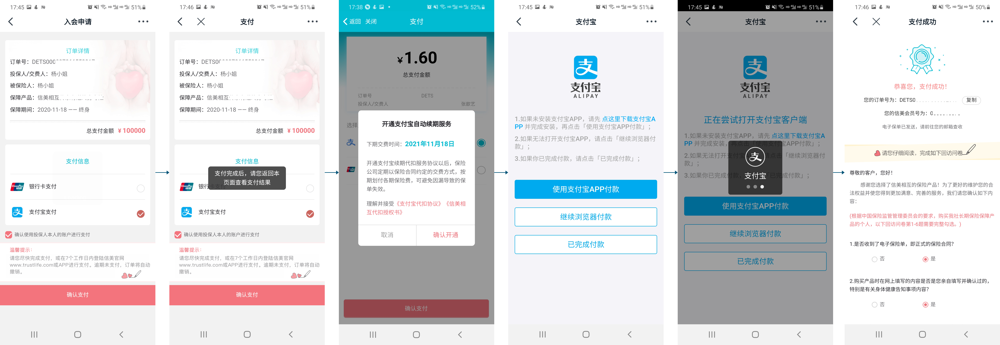 17:45 HD 4G HD 4G 51%
入会申请
订单详情
订单号：DETS000
投保人/交费人：杨小姐
被保险人：杨小姐
保障产品：信美相互
保障期间：2020-11-18 —— 终身
总支付金额 ¥100000
支付信息
UnionPay 银联 银行卡支付
支 支付宝支付
确认使用投保人本人的账户进行支付
温馨提示：
请您尽快完成支付，或在7个工作日内登陆信美官网
www.trustlife.com或APP进行支付。逾期未支付，订单将自动
撤销。
确认支付
17:46 HD 4G HD 4G 51%
支付
订单详情
订单号：DETS0
投保人/交费人：杨小姐
被保险人：杨小姐
保障产品：信美相互
保障期间：2020-11-18 —— 终身
总支付金额 ¥100000
支付信息
支付完成后，请您返回本
页面查看支付结果
UnionPay 银联 银行
支 支付宝支付
确认使用投保人本人的账户进行支付
温馨提示：
请您尽快完成支付，或在7个工作日内登陆信美官网
www.trustlife.com或APP进行支付。逾期未支付，订单将自动
撤销。
确认支付
17:38 HD 4G HD 4G 52%
返回 关闭 支付
¥1.60
总支付金额
订单号 DETS
投保人/交费人 张歆艺
选择
支
开通支付宝自动续期服务
下期交费时间：2021年11月18日
开通支付宝续期代扣服务协议以后，保险
公司定期以保险合同约定的交费方式，按
期划付各期保险费，可避免因漏导致的保
单失效。
理解并接受《支付宝代扣协议》《信美相
互代扣授权书》
取消 确认开通
确认支付
17:45 HD 4G HD 4G 51%
支付宝
支
支付宝
ALIPAY
1.如果未安装支付宝APP，请先 点这里下载支付宝A
PP 并完成安装，再点击「使用支付宝APP付款」；
2.如果无法打开支付宝APP，请点击「继续浏览器付
款」；
3.如果你已完成付款，请点击「已完成付款」；
使用支付宝APP付款
继续浏览器付款
已完成付款
17:45 HD 4G HD 4G 51%
支付宝
支
支付宝
ALIPAY
正在尝试打开支付宝客户端
1.如果未安装支付宝APP，请先 点这里下载支付宝A
PP 并完成安装，再点击「使用支付宝APP付款」；
2.如果无法打开支付宝APP，请点击「继续浏览器付
款」；
3.如果你已完成付款，请点击「已完成付款」；
支
支付宝
使用支付宝APP付款
继续浏览器付款
已完成付款
17:46 HD 4G HD 4G 50%
支付成功
恭喜您，支付成功！
您的订单号为：DETS0 复制
您的信美会员号为：0
电子保单已发送，请前往您的邮箱查收
请您仔细阅读，完成如下回访问卷
尊敬的客户，您好！
感谢您选择了信美相互的保险产品！为了更好的维护您的合
法权益并使您得到更加满意、完善的服务，我们请您确认如下内
容：
(根据中国保险监管管理委员会的要求，购买我社长期保险保障产
品的个人，以下回访问卷第1-6题需要完整勾选。)
1.是否收到了电子保险单，即正式的保险合同？
否 是
2.购买产品时在网上填写的内容是否是您亲自填写并确认过的，
特别是有关身体健康告知事项内容？
否 是